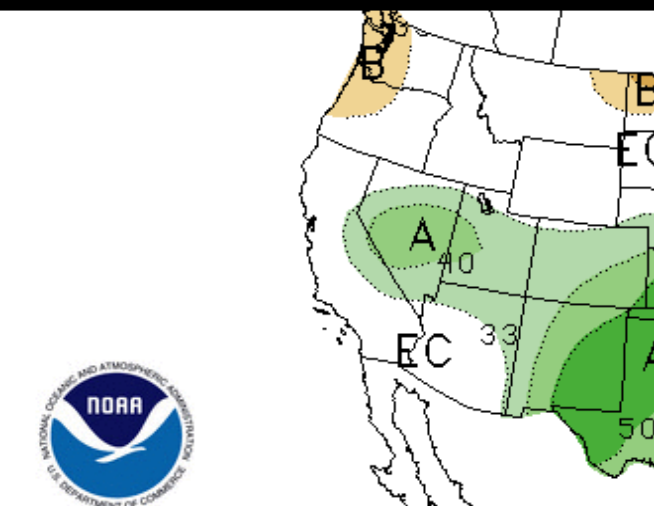 B
B
EC
A
40
33
EC
A
50
NATIONAL OCEANIC AND ATMOSPHERIC ADMINISTRATION
NOAA
U.S. DEPARTMENT OF COMMERCE